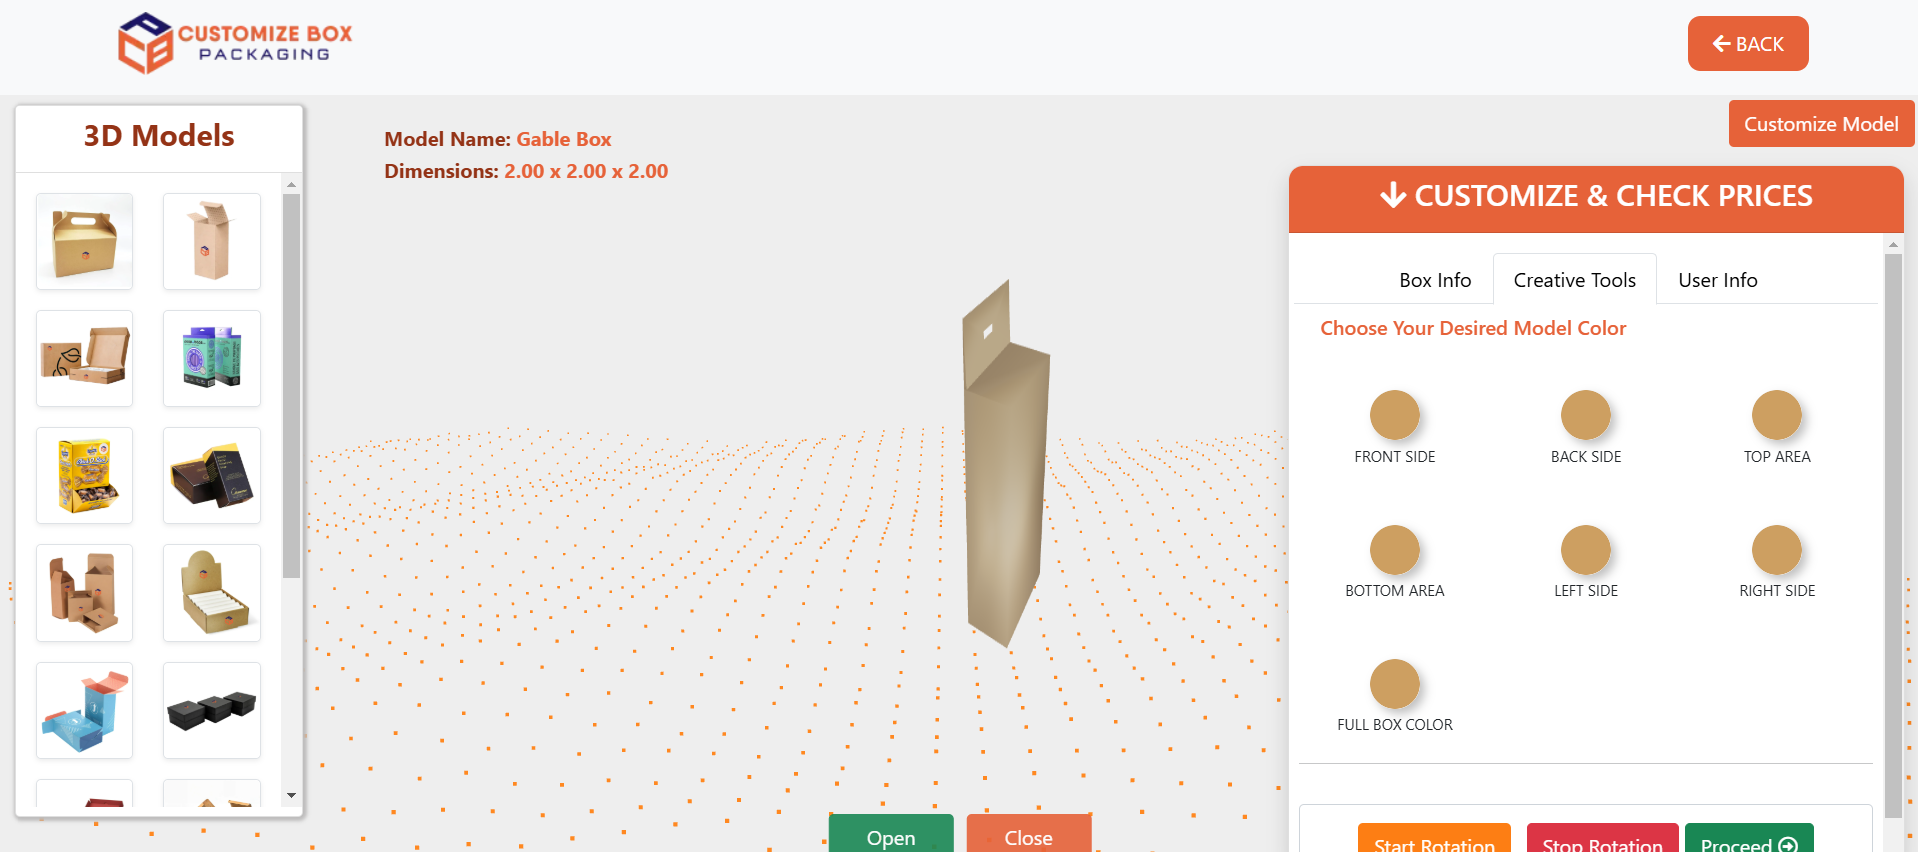 CUSTOMIZE BOX
PACKAGING
BACK
3D Models
Model Name: Gable Box
Dimensions: 2.00 x 2.00 x 2.00
Customize Model
CUSTOMIZE & CHECK PRICES
Box Info
Creative Tools
User Info
Choose Your Desired Model Color
FRONT SIDE
BACK SIDE
TOP AREA
BOTTOM AREA
LEFT SIDE
RIGHT SIDE
FULL BOX COLOR
Open
Close
Start Rotation
Stop Rotation
Proceed